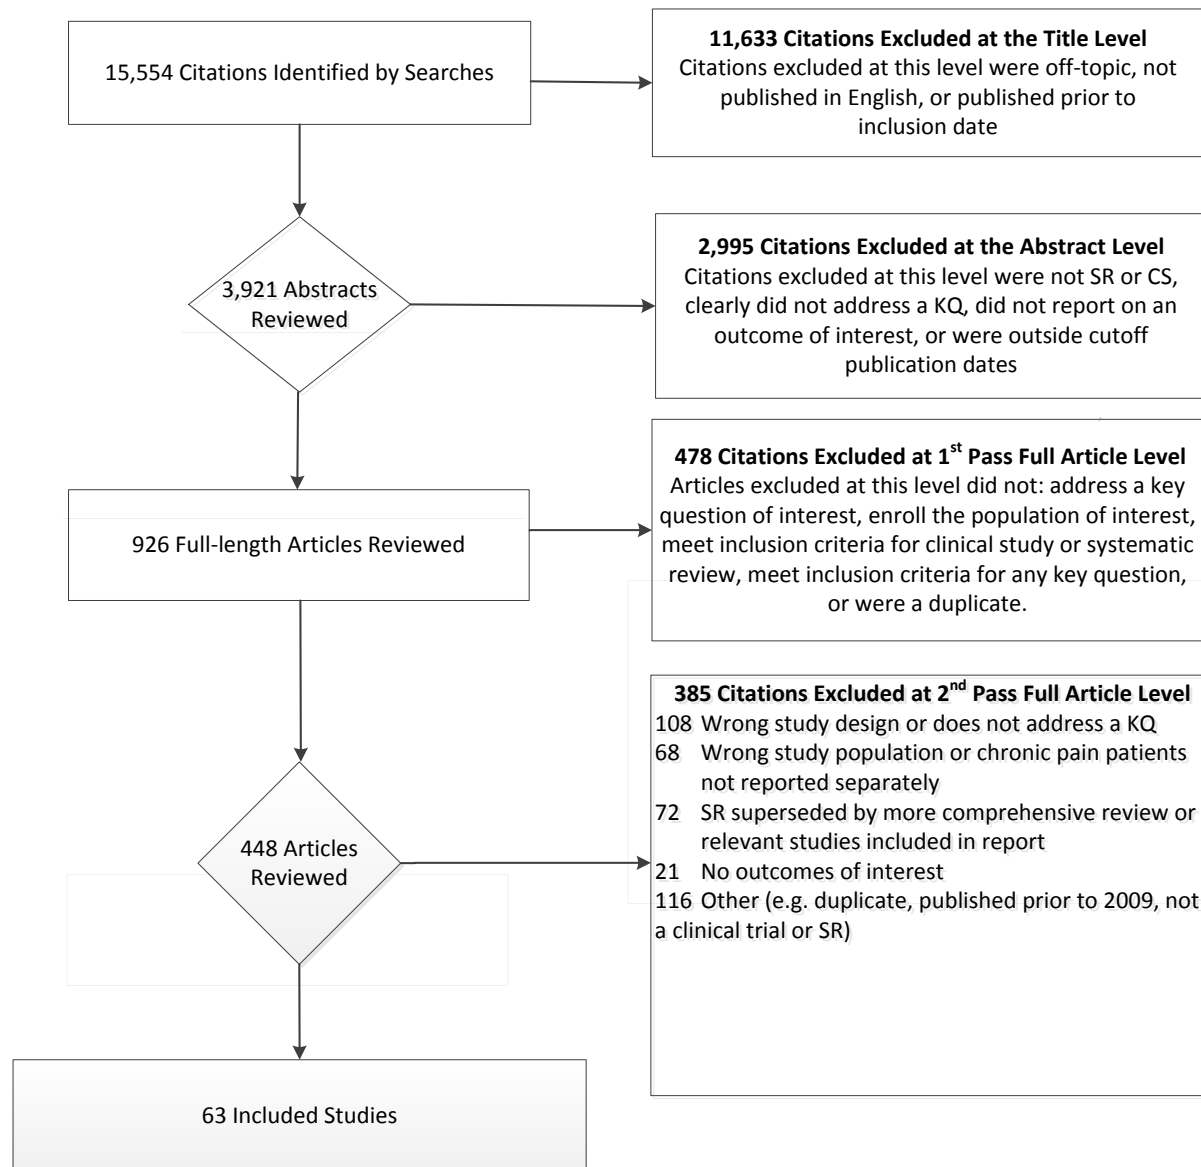 15,554 Citations Identified by Searches
11,633 Citations Excluded at the Title Level
Citations excluded at this level were off-topic, not
published in English, or published prior to
inclusion date
3,921 Abstracts
Reviewed
2,995 Citations Excluded at the Abstract Level
Citations excluded at this level were not SR or CS,
clearly did not address a KQ, did not report on an
outcome of interest, or were outside cutoff
publication dates
926 Full-length Articles Reviewed
478 Citations Excluded at 1st Pass Full Article Level
Articles excluded at this level did not: address a key
question of interest, enroll the population of interest,
meet inclusion criteria for clinical study or systematic
review, meet inclusion criteria for any key question,
or were a duplicate.
448 Articles
Reviewed
385 Citations Excluded at 2nd Pass Full Article Level
108 Wrong study design or does not address a KQ
68 Wrong study population or chronic pain patients
not reported separately
72 SR superseded by more comprehensive review or
relevant studies included in report
21 No outcomes of interest
116 Other (e.g. duplicate, published prior to 2009, not
a clinical trial or SR)
63 Included Studies